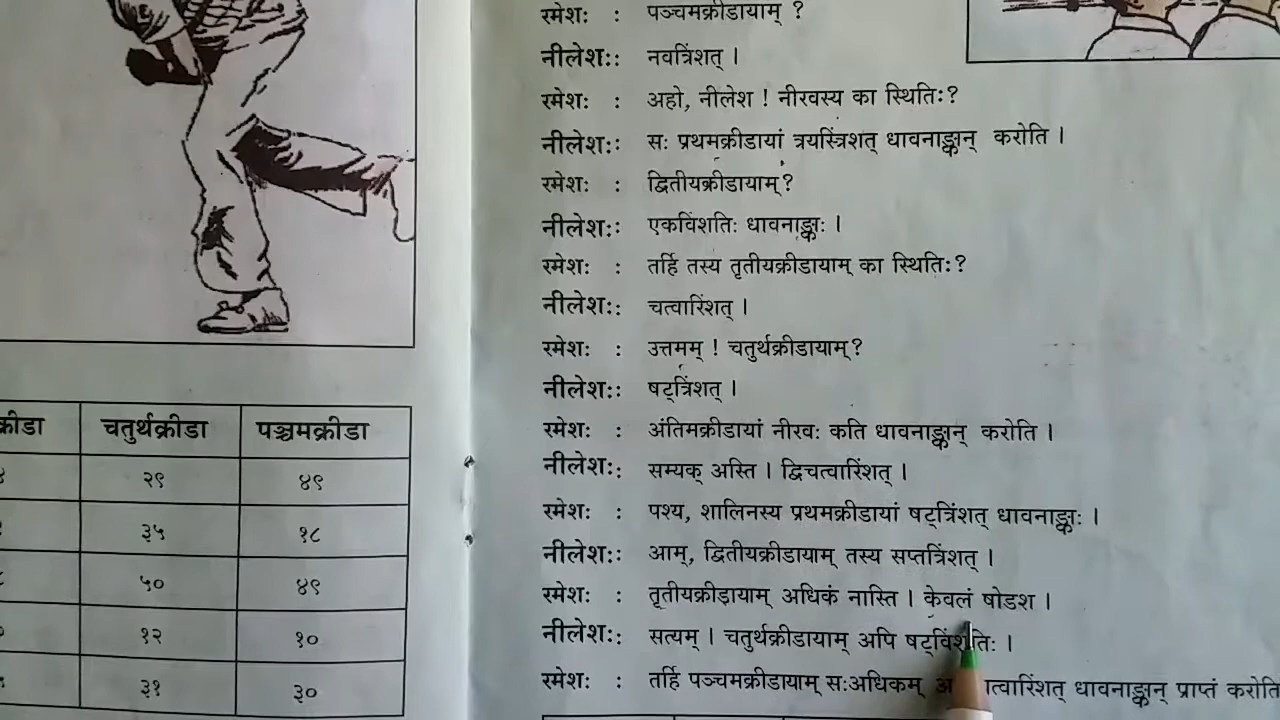 क्रीडा चतुर्थक्रीडा पञ्चमक्रीडा
२९ ४९
३५ १८
५० ४९
१२ १०
३१ ३०
रमेशः : पञ्चमक्रीडायाम् ?
नीलेशः : नवत्रिंशत् ।
रमेशः : अहो, नीलेश ! नीरवस्य का स्थितिः?
नीलेशः : सः प्रथमक्रीडायां त्रयस्त्रिंशत् धावनाङ्कान् करोति ।
रमेशः : द्वितीयक्रीडायाम्?
नीलेशः : एकविंशतिः धावनाङ्काः ।
रमेशः : तर्हि तस्य तृतीयक्रीडायाम् का स्थितिः?
नीलेशः : चत्वारिंशत् ।
रमेशः : उत्तमम् ! चतुर्थक्रीडायाम्?
नीलेशः : षट्त्रिंशत् ।
रमेशः : अंतिमक्रीडायां नीरवः कति धावनाङ्कान् करोति ।
नीलेशः : सम्यक् अस्ति । द्विचत्वारिंशत् ।
रमेशः : पश्य, शालिनस्य प्रथमक्रीडायां षट्त्रिंशत् धावनाङ्काः ।
नीलेशः : आम्, द्वितीयक्रीडायाम् तस्य सप्तत्रिंशत् ।
रमेशः : तृतीयक्रीडायाम् अधिकं नास्ति । केवलं षोडश ।
नीलेशः : सत्यम् । चतुर्थक्रीडायाम् अपि षट्विंशतिः ।
रमेशः : तर्हि पञ्चमक्रीडायाम् सःअधिकम् धावनाङ्कान् प्राप्तं करोति